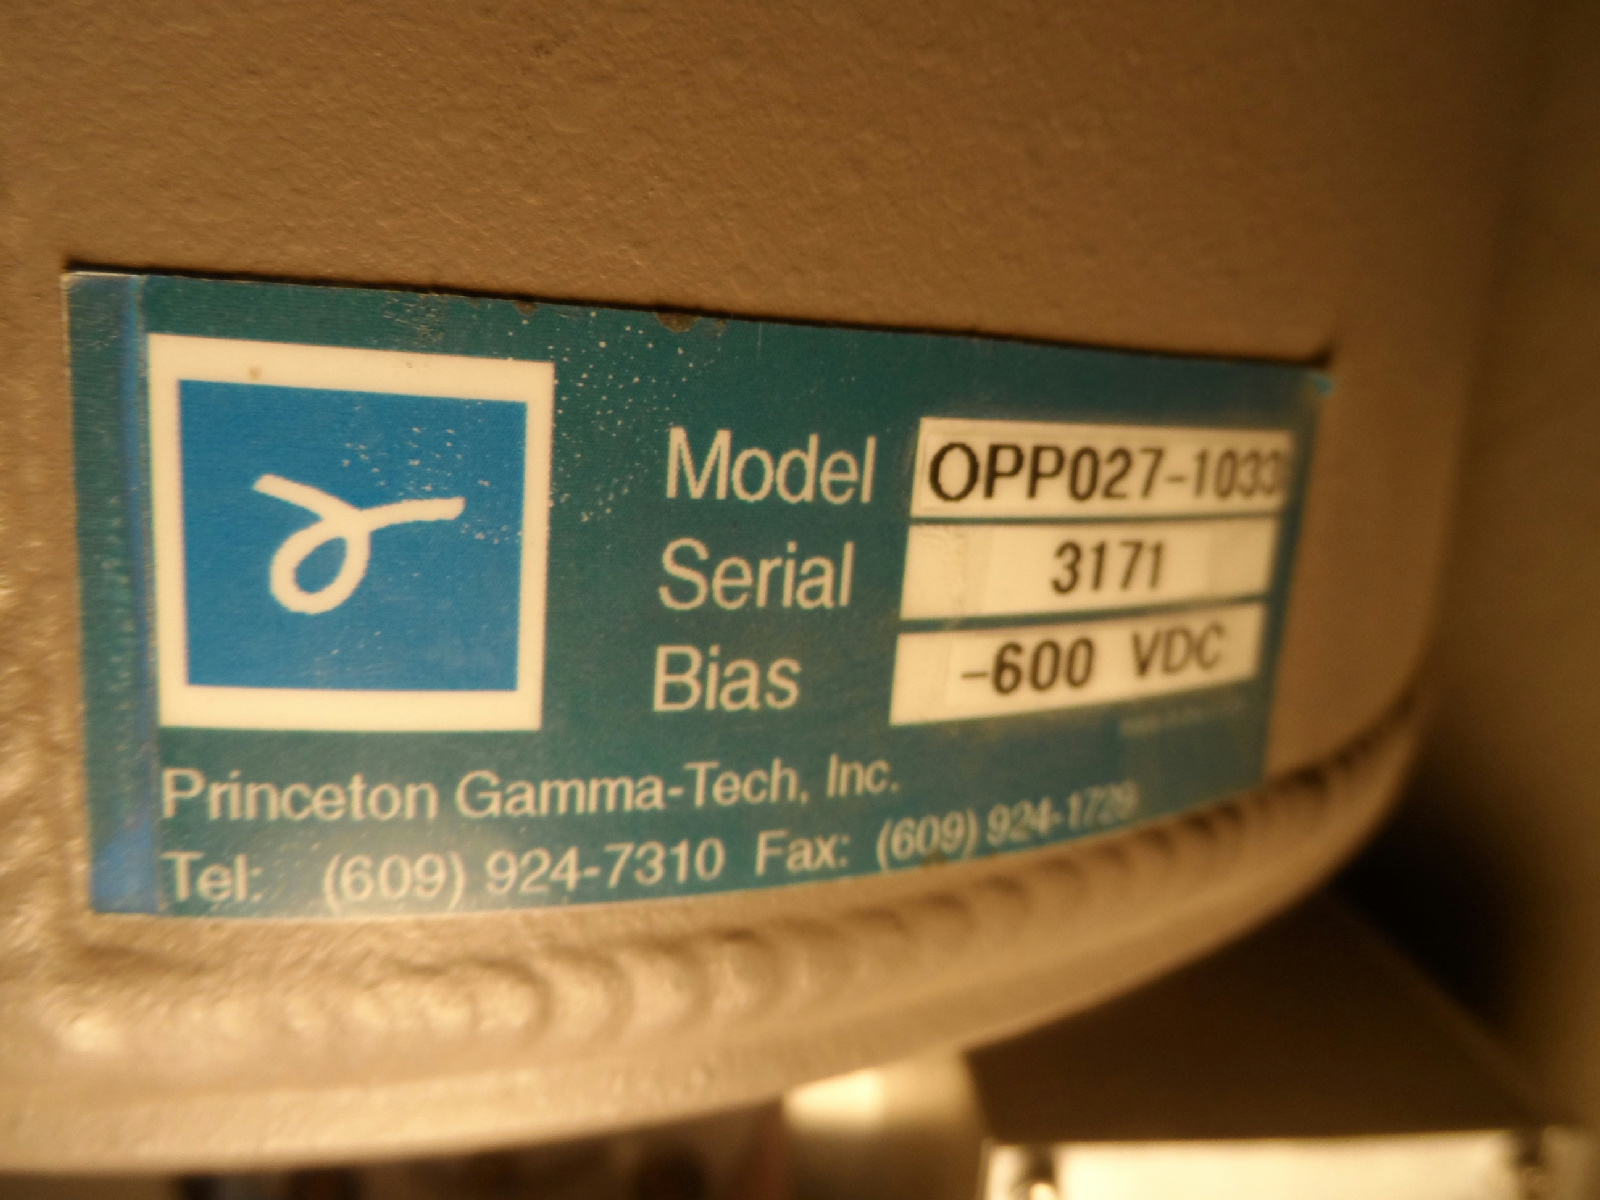 Model OPP027-1033
Serial 3171
Bias -600 VDC
Princeton Gamma-Tech, Inc.
Tel: (609) 924-7310 Fax: (609) 924-1729